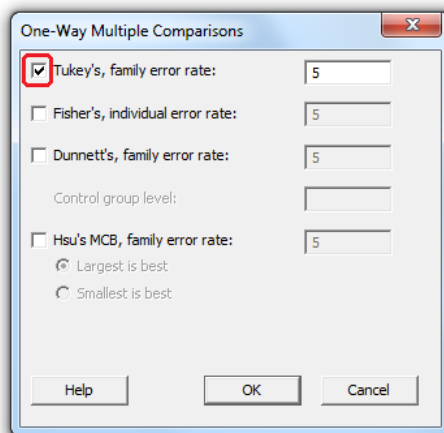 One-Way Multiple Comparisons
Tukey's, family error rate: 5
Fisher's, individual error rate: 5
Dunnett's, family error rate: 5
Control group level:
Hsu's MCB, family error rate: 5
Largest is best
Smallest is best
Help OK Cancel